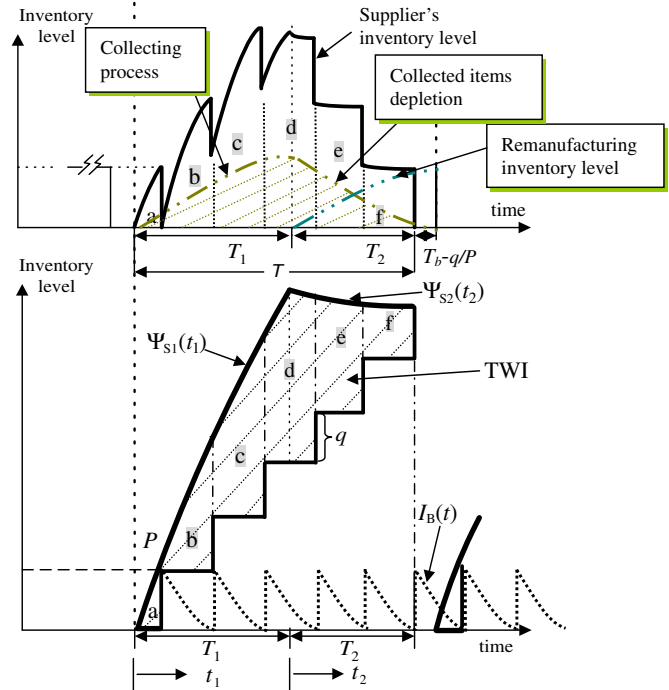 Inventory
level
Collecting
process
Supplier's
inventory level
Collected items
depletion
Remanufacturing
inventory level
a
b
c
d
e
f
time
T1
T2
Tb-q/P
T
Inventory
level
ΨS1(t1)
ΨS2(t2)
TWI
q
P
a
b
c
d
e
f
IB(t)
T1
T2
time
t1
t2